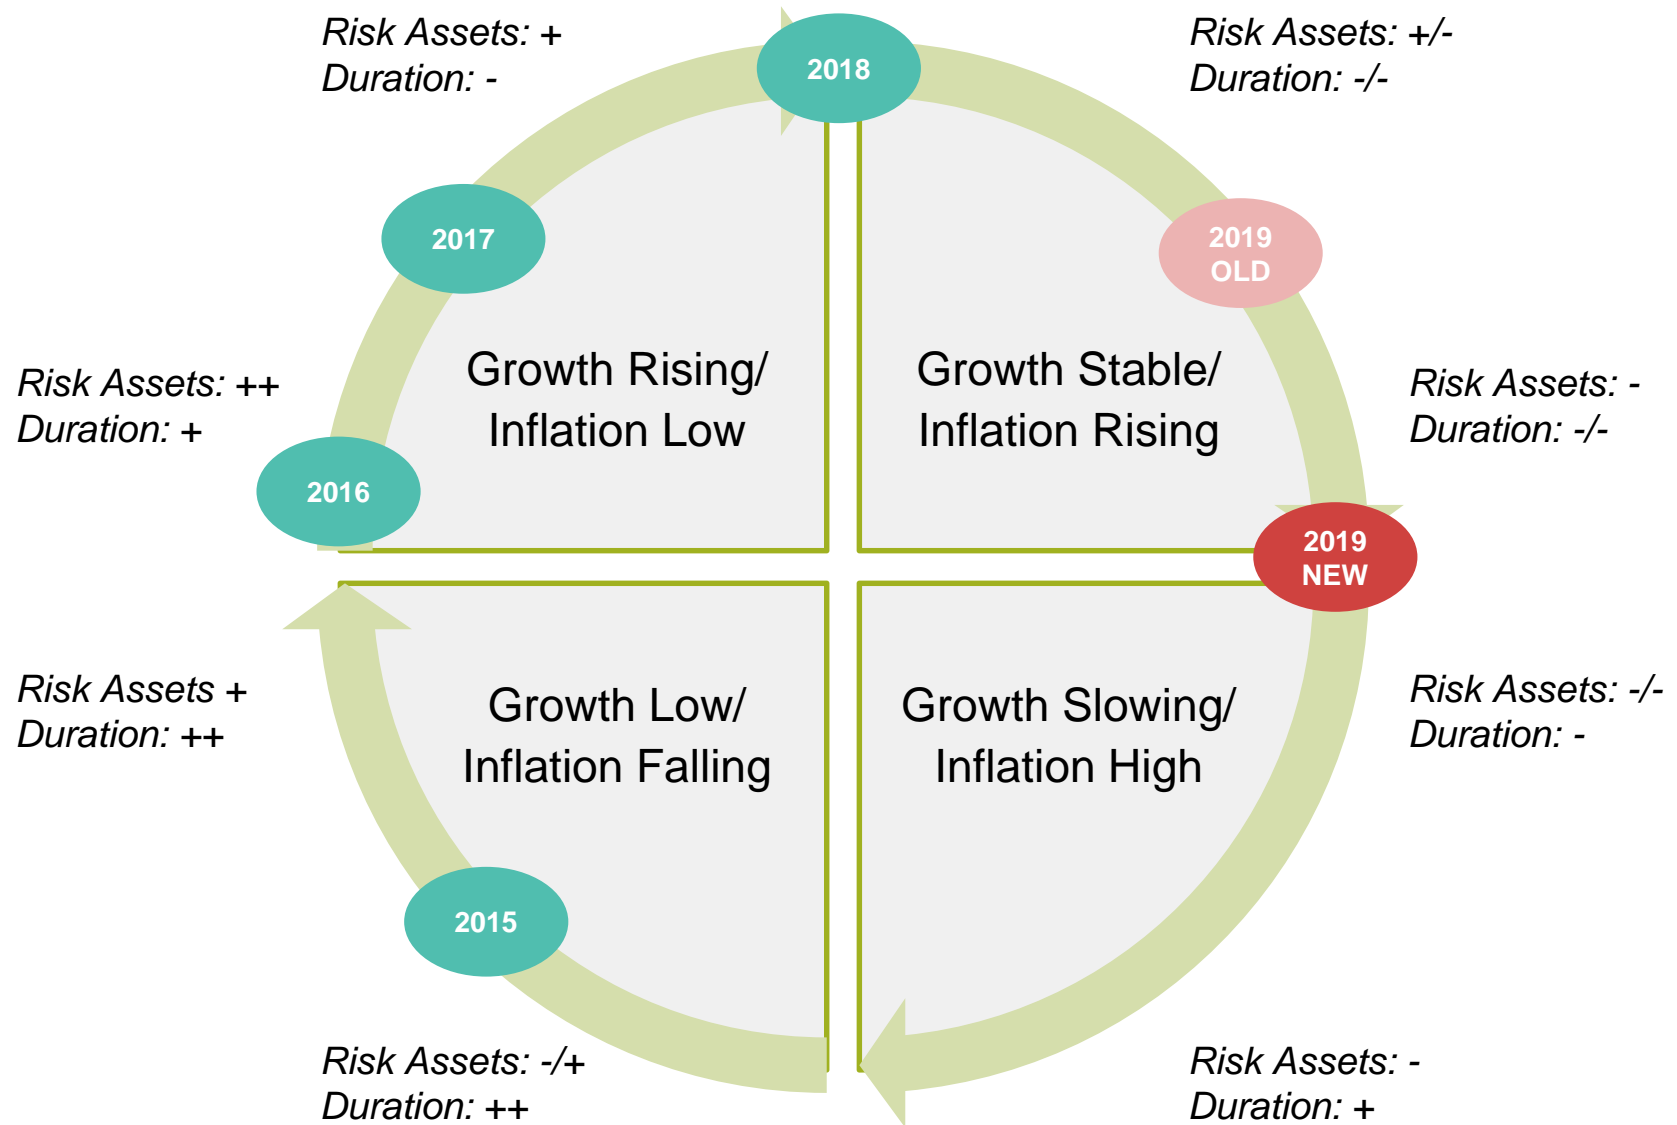 Risk Assets: +
Duration: -
2018
Risk Assets: +/-
Duration: -/-
2017
2019
OLD
Growth Rising/
Inflation Low
Growth Stable/
Inflation Rising
Risk Assets: ++
Duration: +
Risk Assets: -
Duration: -/-
2016
2019
NEW
Risk Assets +
Duration: ++
Growth Low/
Inflation Falling
Growth Slowing/
Inflation High
Risk Assets: -/-
Duration: -
2015
Risk Assets: -/+
Duration: ++
Risk Assets: -
Duration: +